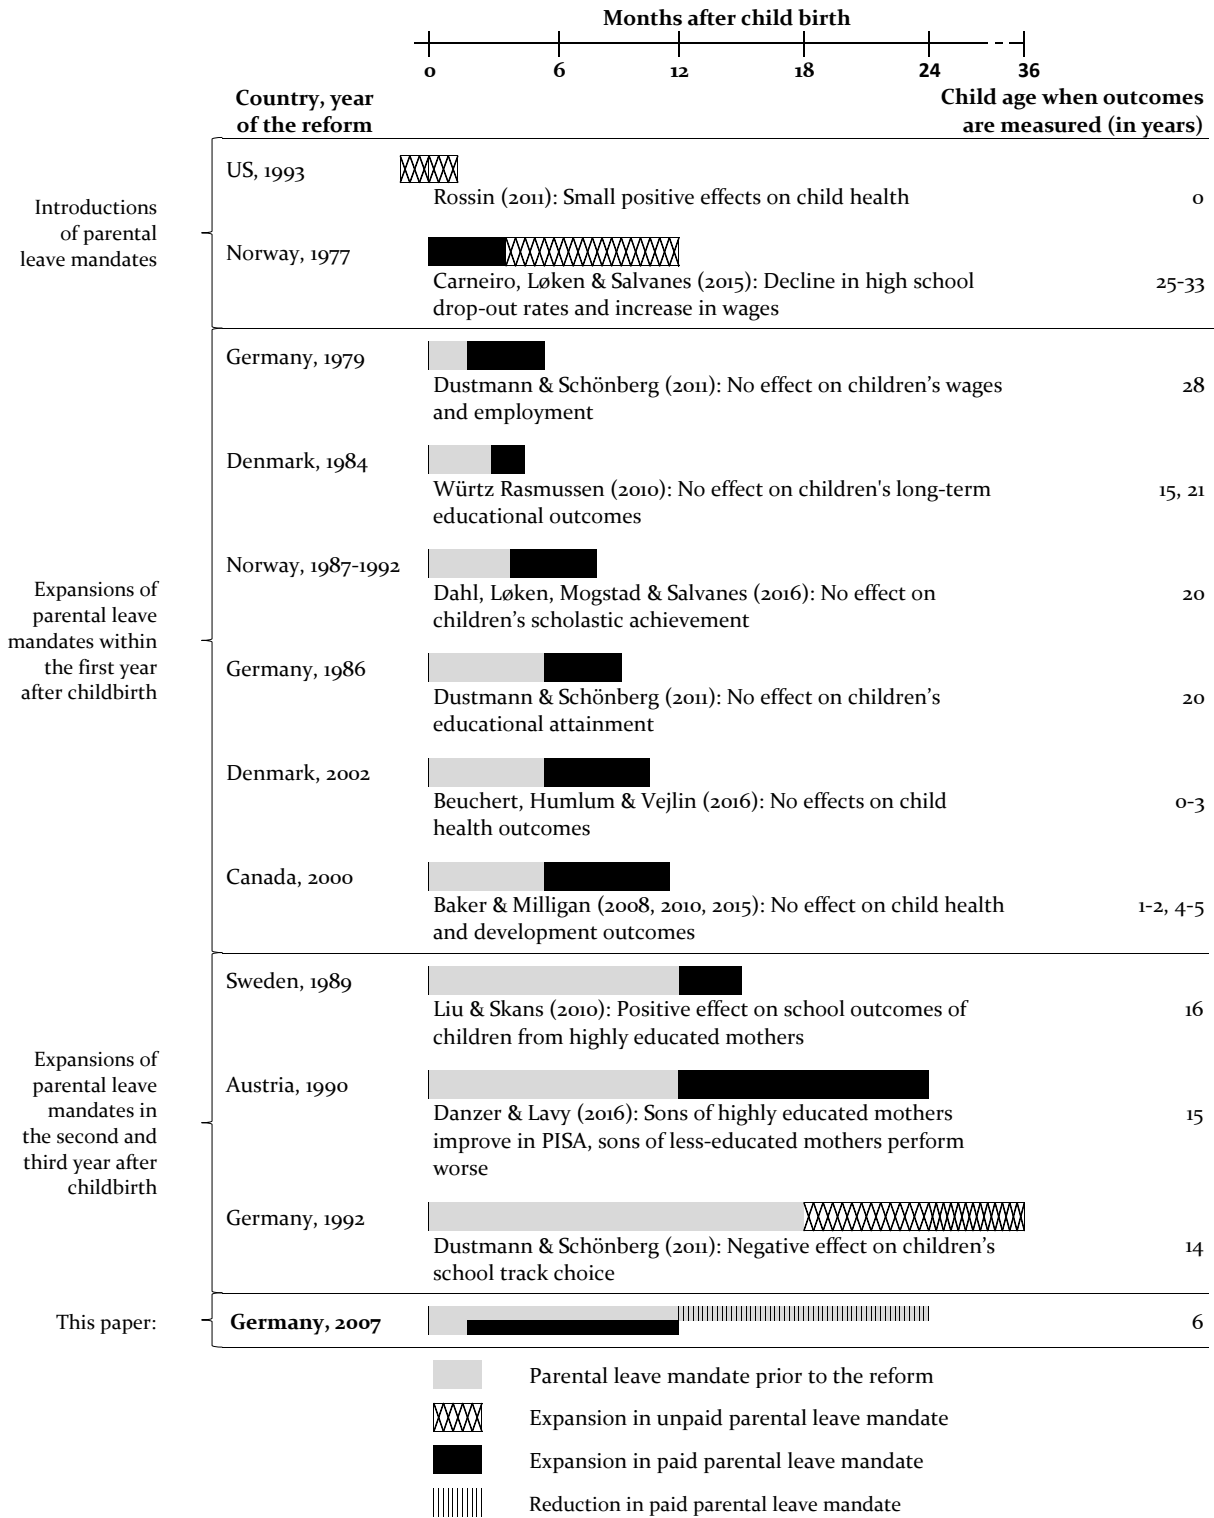 Months after child birth
0 6 12 18 24 36
Country, year
of the reform
Child age when outcomes
are measured (in years)
Introductions
of parental
leave mandates
US, 1993
Rossin (2011): Small positive effects on child health
0
Norway, 1977
Carneiro, Løken & Salvanes (2015): Decline in high school
drop-out rates and increase in wages
25-33
Expansions of
parental leave
mandates within
the first year
after childbirth
Germany, 1979
Dustmann & Schönberg (2011): No effect on children’s wages
and employment
28
Denmark, 1984
Würtz Rasmussen (2010): No effect on children's long-term
educational outcomes
15, 21
Norway, 1987-1992
Dahl, Løken, Mogstad & Salvanes (2016): No effect on
children’s scholastic achievement
20
Germany, 1986
Dustmann & Schönberg (2011): No effect on children’s
educational attainment
20
Denmark, 2002
Beuchert, Humlum & Vejlin (2016): No effects on child
health outcomes
0-3
Canada, 2000
Baker & Milligan (2008, 2010, 2015): No effect on child health
and development outcomes
1-2, 4-5
Expansions of
parental leave
mandates in
the second and
third year after
childbirth
Sweden, 1989
Liu & Skans (2010): Positive effect on school outcomes of
children from highly educated mothers
16
Austria, 1990
Danzer & Lavy (2016): Sons of highly educated mothers
improve in PISA, sons of less-educated mothers perform
worse
15
Germany, 1992
Dustmann & Schönberg (2011): Negative effect on children’s
school track choice
14
This paper:
Germany, 2007
6
Parental leave mandate prior to the reform
Expansion in unpaid parental leave mandate
Expansion in paid parental leave mandate
Reduction in paid parental leave mandate